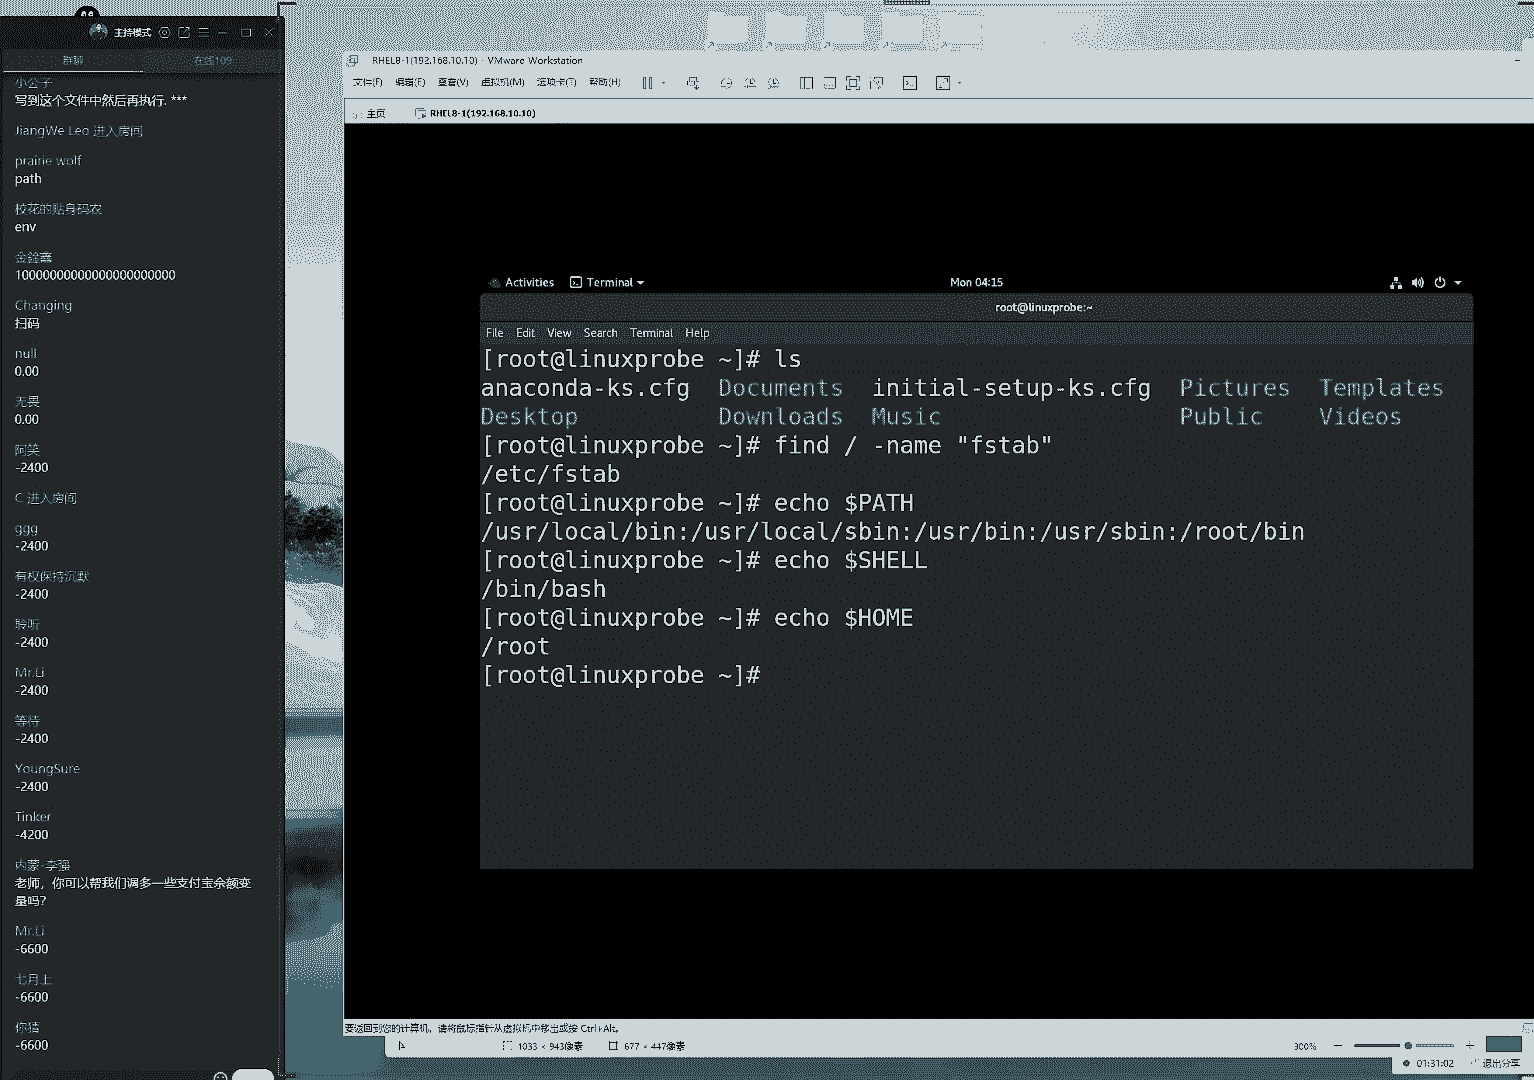 主持模式
群聊
在线109
小公子
写到这个文件中然后再执行. ***
JiangWe Leo 进入房间
prairie wolf
path
校花的贴身码农
env
金鑫鑫
10000000000000000000000
Changing
扫码
null
0.00
无畏
0.00
阿笑
-2400
C 进入房间
ggg
-2400
有权保持沉默
-2400
聆听
-2400
Mr.Li
-2400
等待
-2400
YoungSure
-2400
Tinker
-4200
内蒙-李强
老师，你可以帮我们调多一些支付宝余额变
量吗？
Mr.Li
-6600
七月上
-6600
你猜
-6600
RHEL8-1(192.168.10.10) - VMware Workstation
文件(F) 编辑(E) 查看(V) 虚拟机(M) 选项卡(T) 帮助(H)
主页 RHEL8-1(192.168.10.10)
Activities Terminal Mon 04:15
root@linuxprobe:~
File Edit View Search Terminal Help
[root@linuxprobe ~]# ls
anaconda-ks.cfg Documents initial-setup-ks.cfg Pictures Templates
Desktop Downloads Music Public Videos
[root@linuxprobe ~]# find / -name "fstab"
/etc/fstab
[root@linuxprobe ~]# echo $PATH
/usr/local/bin:/usr/local/sbin:/usr/bin:/usr/sbin:/root/bin
[root@linuxprobe ~]# echo $SHELL
/bin/bash
[root@linuxprobe ~]# echo $HOME
/root
[root@linuxprobe ~]#
要返回到您的计算机，请将鼠标指针从虚拟机中移出或按 Ctrl+Alt。
1033 × 943像素 677 × 447像素 300%
01:31:02 退出分享